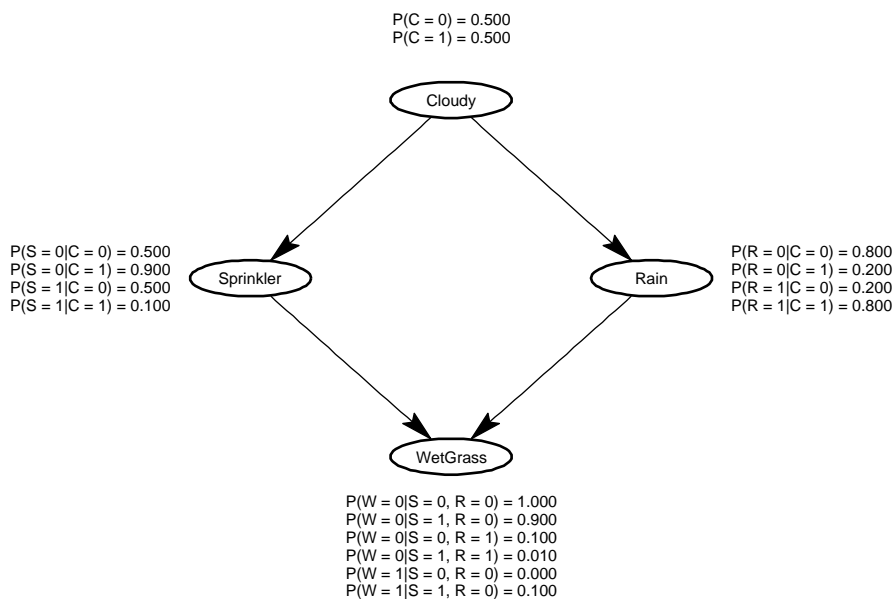 P(C = 0) = 0.500
P(C = 1) = 0.500
Cloudy
P(S = 0|C = 0) = 0.500
P(S = 0|C = 1) = 0.900
P(S = 1|C = 0) = 0.500
P(S = 1|C = 1) = 0.100
Sprinkler
Rain
P(R = 0|C = 0) = 0.800
P(R = 0|C = 1) = 0.200
P(R = 1|C = 0) = 0.200
P(R = 1|C = 1) = 0.800
WetGrass
P(W = 0|S = 0, R = 0) = 1.000
P(W = 0|S = 1, R = 0) = 0.900
P(W = 0|S = 0, R = 1) = 0.100
P(W = 0|S = 1, R = 1) = 0.010
P(W = 1|S = 0, R = 0) = 0.000
P(W = 1|S = 1, R = 0) = 0.100